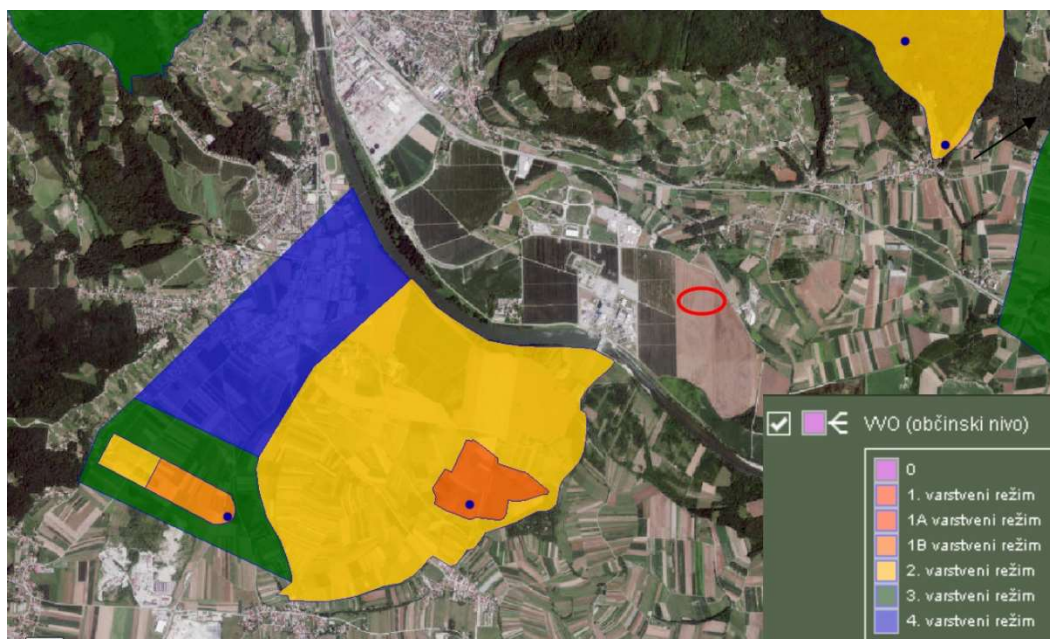 VVO (občinski nivo)
0
1. varstveni režim
1A varstveni režim
1B varstveni režim
2. varstveni režim
3. varstveni režim
4. varstveni režim